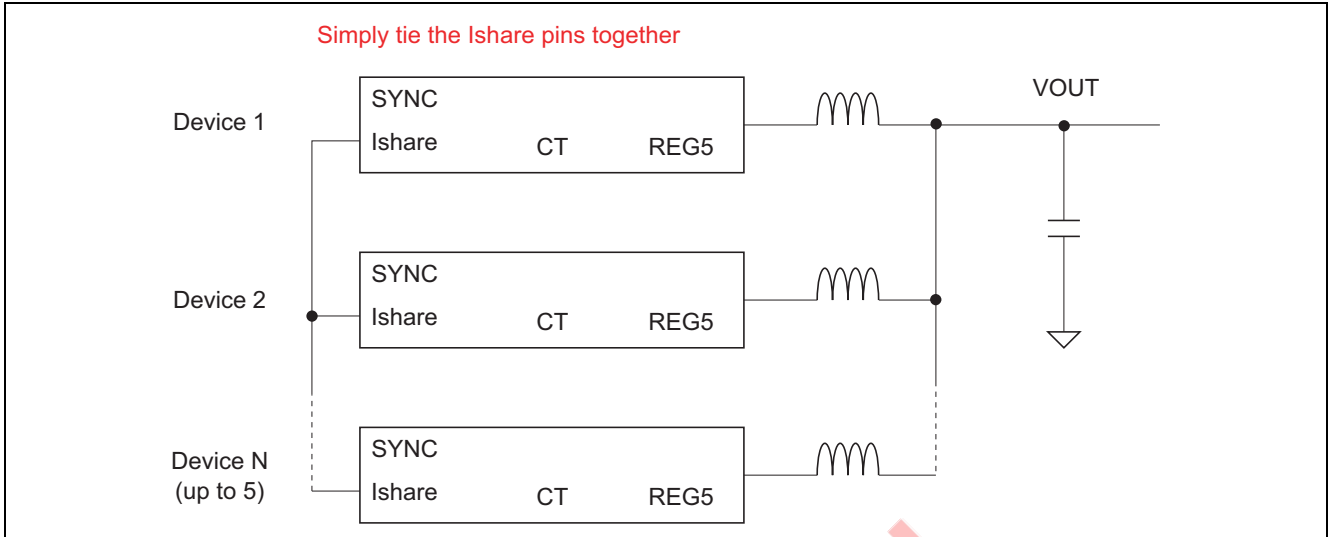 Simply tie the Ishare pins together
VOUT
Device 1
SYNC
Ishare
CT
REG5
Device 2
SYNC
Ishare
CT
REG5
Device N
(up to 5)
SYNC
Ishare
CT
REG5